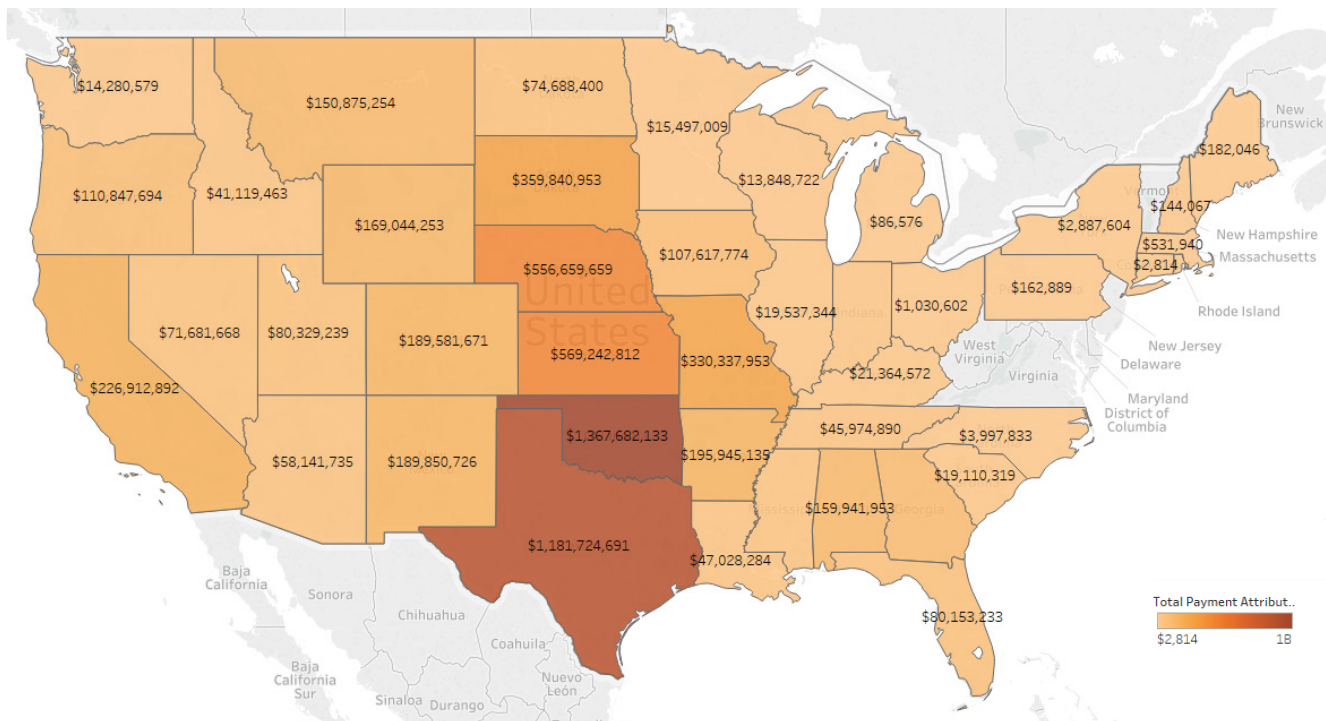 $14,280,579
$150,875,254
$74,688,400
$15,497,009
New
Brunswick
$182,046
$110,847,694
$41,119,463
$169,044,253
$359,840,953
$13,848,722
$86,576
Vermont
$144,067
$2,887,604
New Hampshire
$531,940
Massachusetts
$2,814
Rhode Island
$556,659,659
$107,617,774
$162,889
United
States
$71,681,668
$80,329,239
$189,581,671
$569,242,812
$330,337,953
$19,537,344
Indiana
$1,030,602
New Jersey
Delaware
West
Virginia
Virginia
Maryland
District of
Columbia
$226,912,892
$21,364,572
$58,141,735
$189,850,726
$1,367,682,133
$195,945,135
$45,974,890
$3,997,833
$19,110,319
Mississippi
$159,941,953
Georgia
$1,181,724,691
$47,028,284
$80,153,233
Baja
California
Sonora
Chihuahua
Coahuila
Baja
California
Sur
Sinaloa
Durango
Nuevo
León
Total Payment Attribut..
$2,814
1B